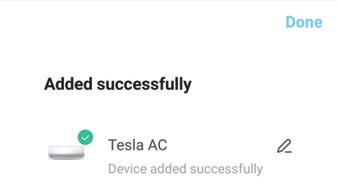 Done
Added successfully
Tesla AC
Device added successfully